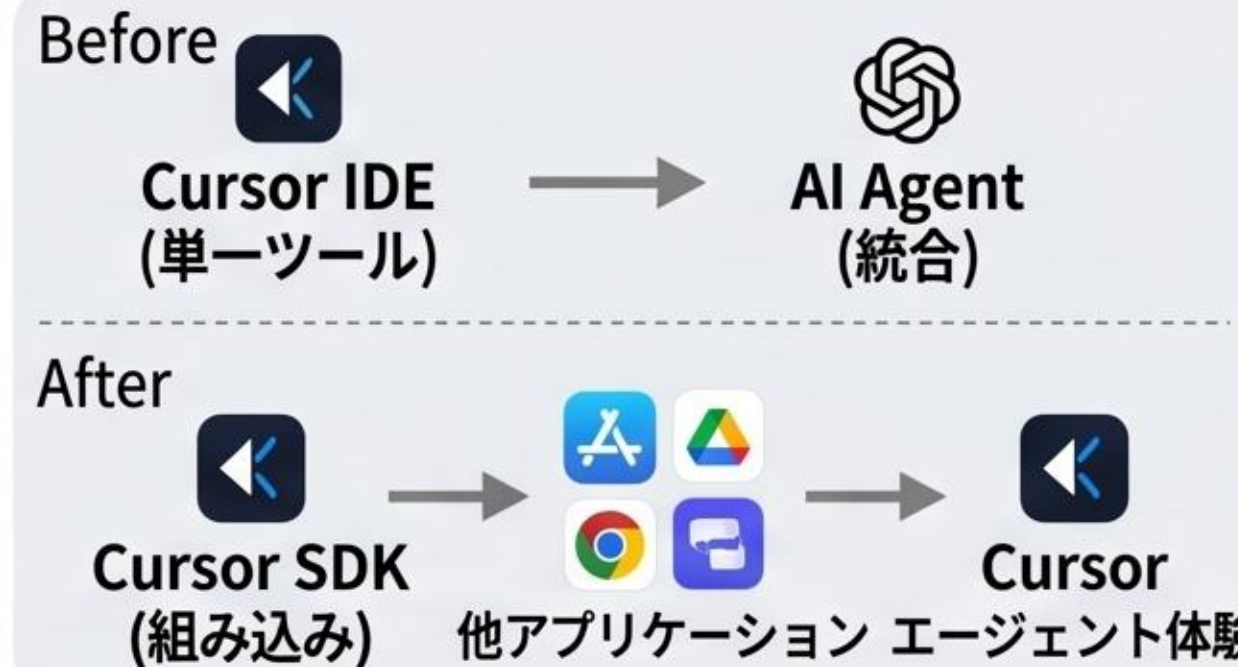 Before
Cursor IDE
(単一ツール)
AI Agent
(統合)
After
Cursor SDK
(組み込み)
他アプリケーション
Cursor
エージェント体験